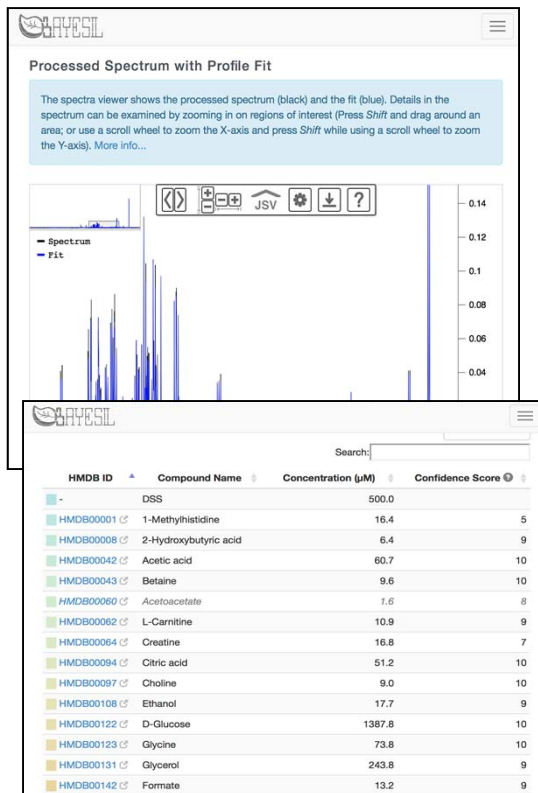 BAYESIL
Processed Spectrum with Profile Fit
The spectra viewer shows the processed spectrum (black) and the fit (blue). Details in the
spectrum can be examined by zooming in on regions of interest (Press Shift and drag around an
area; or use a scroll wheel to zoom the X-axis and press Shift while using a scroll wheel to zoom
the Y-axis). More info...
JSV
?
Spectrum
Fit
0.14
0.12
0.1
0.08
0.06
0.04
BAYESIL
Search:
HMDB ID Compound Name Concentration (µM) Confidence Score ?
- DSS 500.0
HMDB00001 1-Methylhistidine 16.4 5
HMDB00008 2-Hydroxybutyric acid 6.4 9
HMDB00042 Acetic acid 60.7 10
HMDB00043 Betaine 9.6 10
HMDB00060 Acetoacetate 1.6 8
HMDB00062 L-Carnitine 10.9 9
HMDB00064 Creatine 16.8 7
HMDB00094 Citric acid 51.2 10
HMDB00097 Choline 9.0 10
HMDB00108 Ethanol 17.7 9
HMDB00122 D-Glucose 1387.8 10
HMDB00123 Glycine 73.8 10
HMDB00131 Glycerol 243.8 9
HMDB00142 Formate 13.2 9